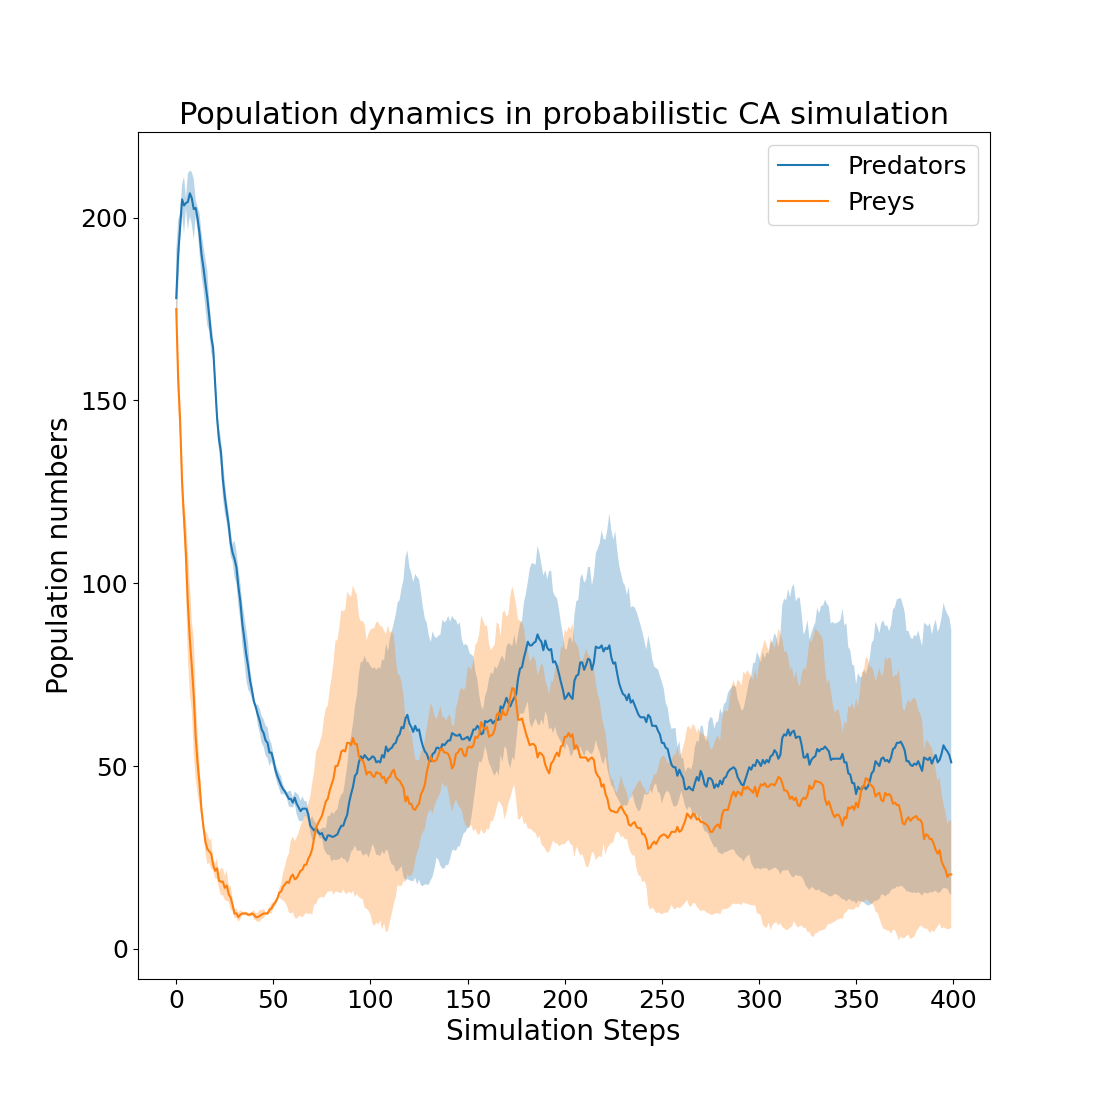 Population dynamics in probabilistic CA simulation
Predators
Preys
Population numbers
200
150
100
50
0
0 50 100 150 200 250 300 350 400
Simulation Steps